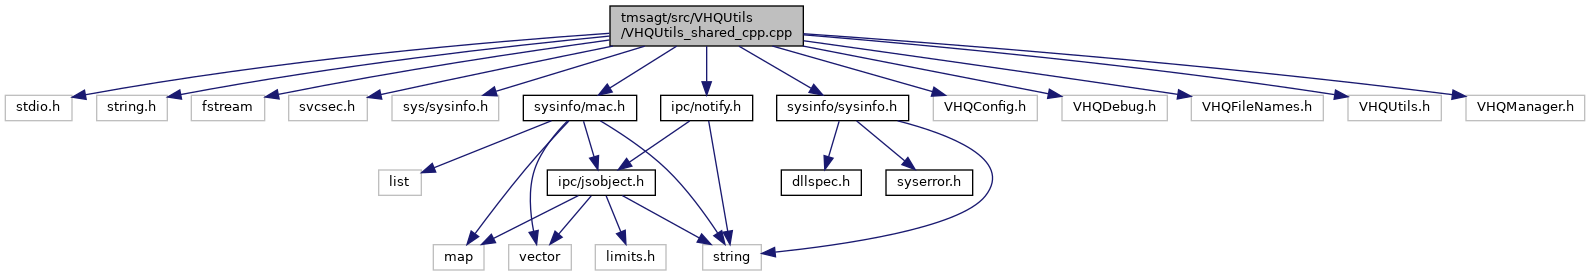 tmsagt/src/VHQUtils
/VHQUtils_shared_cpp.cpp
stdio.h
string.h
fstream
svcsec.h
sys/sysinfo.h
sysinfo/mac.h
ipc/notify.h
sysinfo/sysinfo.h
VHQConfig.h
VHQDebug.h
VHQFileNames.h
VHQUtils.h
VHQManager.h
list
ipc/jsobject.h
dllspec.h
syserror.h
map
vector
limits.h
string